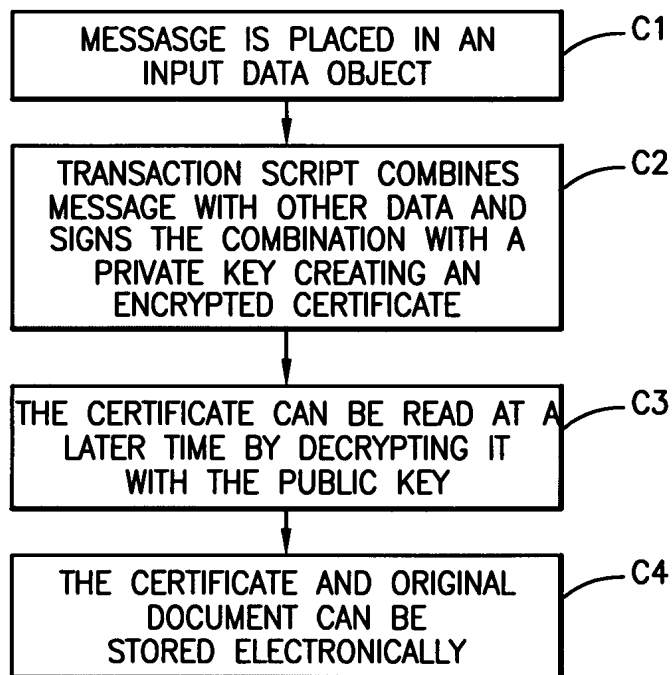 MESSASGE IS PLACED IN AN
INPUT DATA OBJECT
C1
TRANSACTION SCRIPT COMBINES
MESSAGE WITH OTHER DATA AND
SIGNS THE COMBINATION WITH A
PRIVATE KEY CREATING AN
ENCRYPTED CERTIFICATE
C2
THE CERTIFICATE CAN BE READ AT A
LATER TIME BY DECRYPTING IT
WITH THE PUBLIC KEY
C3
THE CERTIFICATE AND ORIGINAL
DOCUMENT CAN BE
STORED ELECTRONICALLY
C4